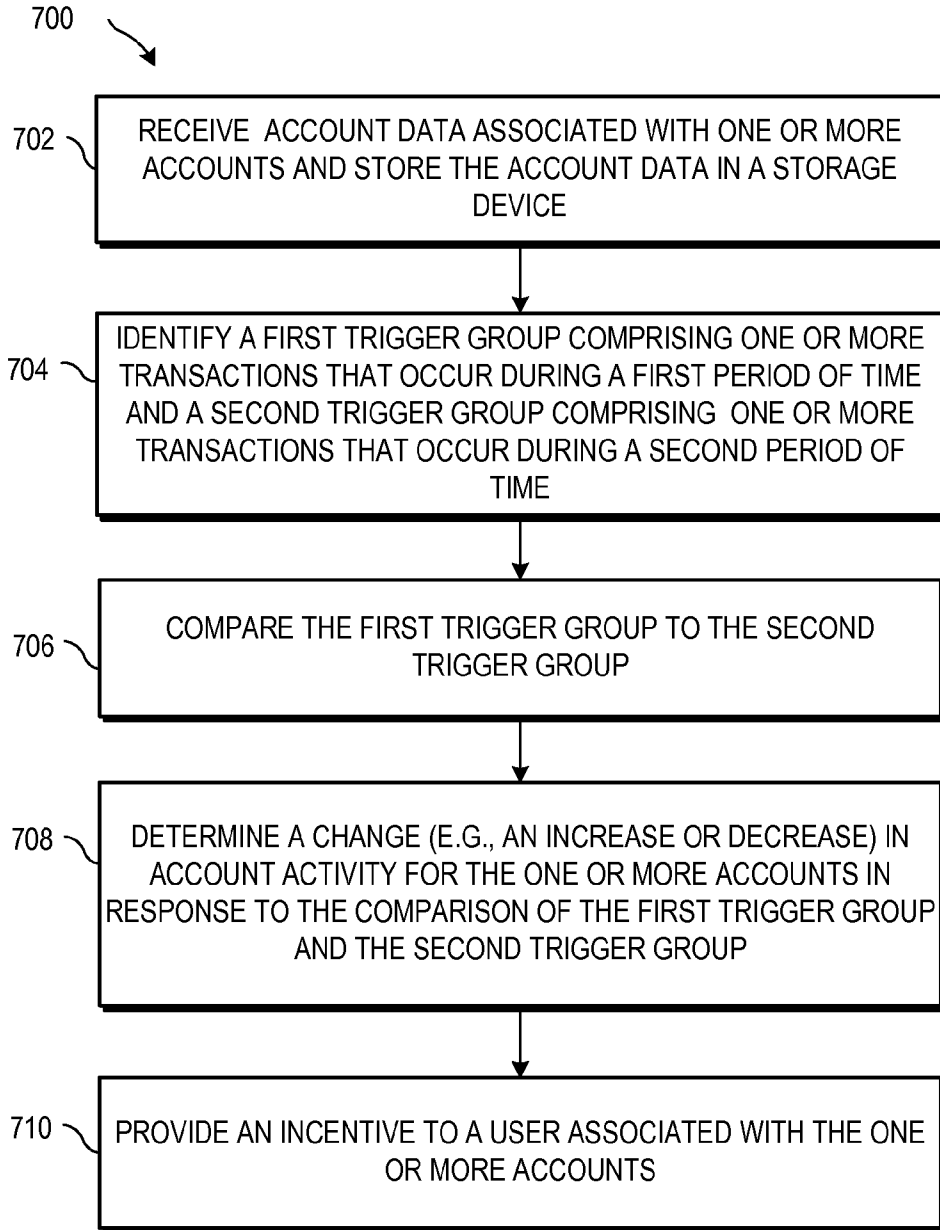 700
702
RECEIVE ACCOUNT DATA ASSOCIATED WITH ONE OR MORE
ACCOUNTS AND STORE THE ACCOUNT DATA IN A STORAGE
DEVICE
704
IDENTIFY A FIRST TRIGGER GROUP COMPRISING ONE OR MORE
TRANSACTIONS THAT OCCUR DURING A FIRST PERIOD OF TIME
AND A SECOND TRIGGER GROUP COMPRISING ONE OR MORE
TRANSACTIONS THAT OCCUR DURING A SECOND PERIOD OF
TIME
706
COMPARE THE FIRST TRIGGER GROUP TO THE SECOND
TRIGGER GROUP
708
DETERMINE A CHANGE (E.G., AN INCREASE OR DECREASE) IN
ACCOUNT ACTIVITY FOR THE ONE OR MORE ACCOUNTS IN
RESPONSE TO THE COMPARISON OF THE FIRST TRIGGER GROUP
AND THE SECOND TRIGGER GROUP
710
PROVIDE AN INCENTIVE TO A USER ASSOCIATED WITH THE ONE
OR MORE ACCOUNTS